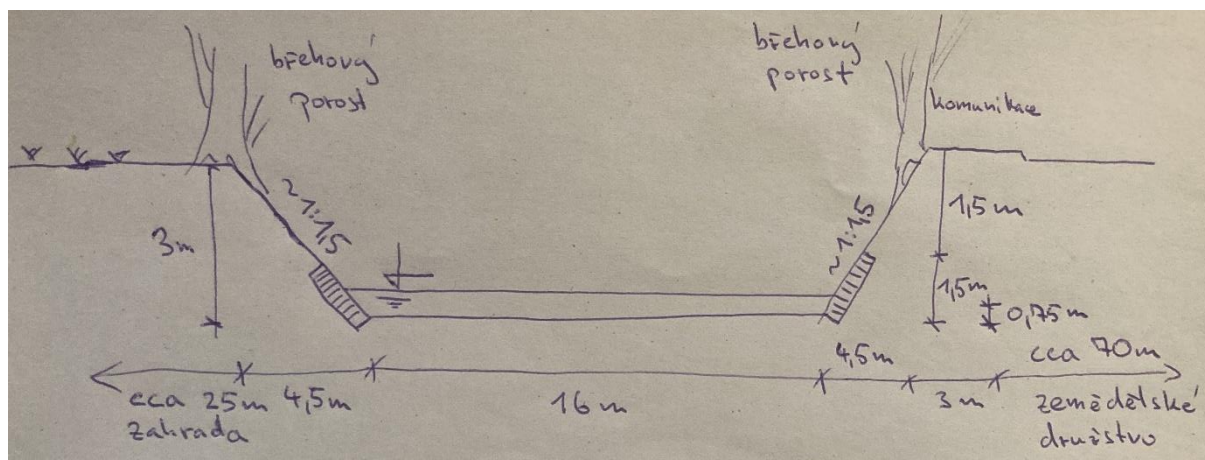 břehový
porost
břehový
porost
komunikace
~1:1,5
~1:1,5
3m
1,5m
1,5m
0,75m
cca 25m
zahrada
4,5m
16m
4,5m
3m
cca 70m
zemědělské
družstvo